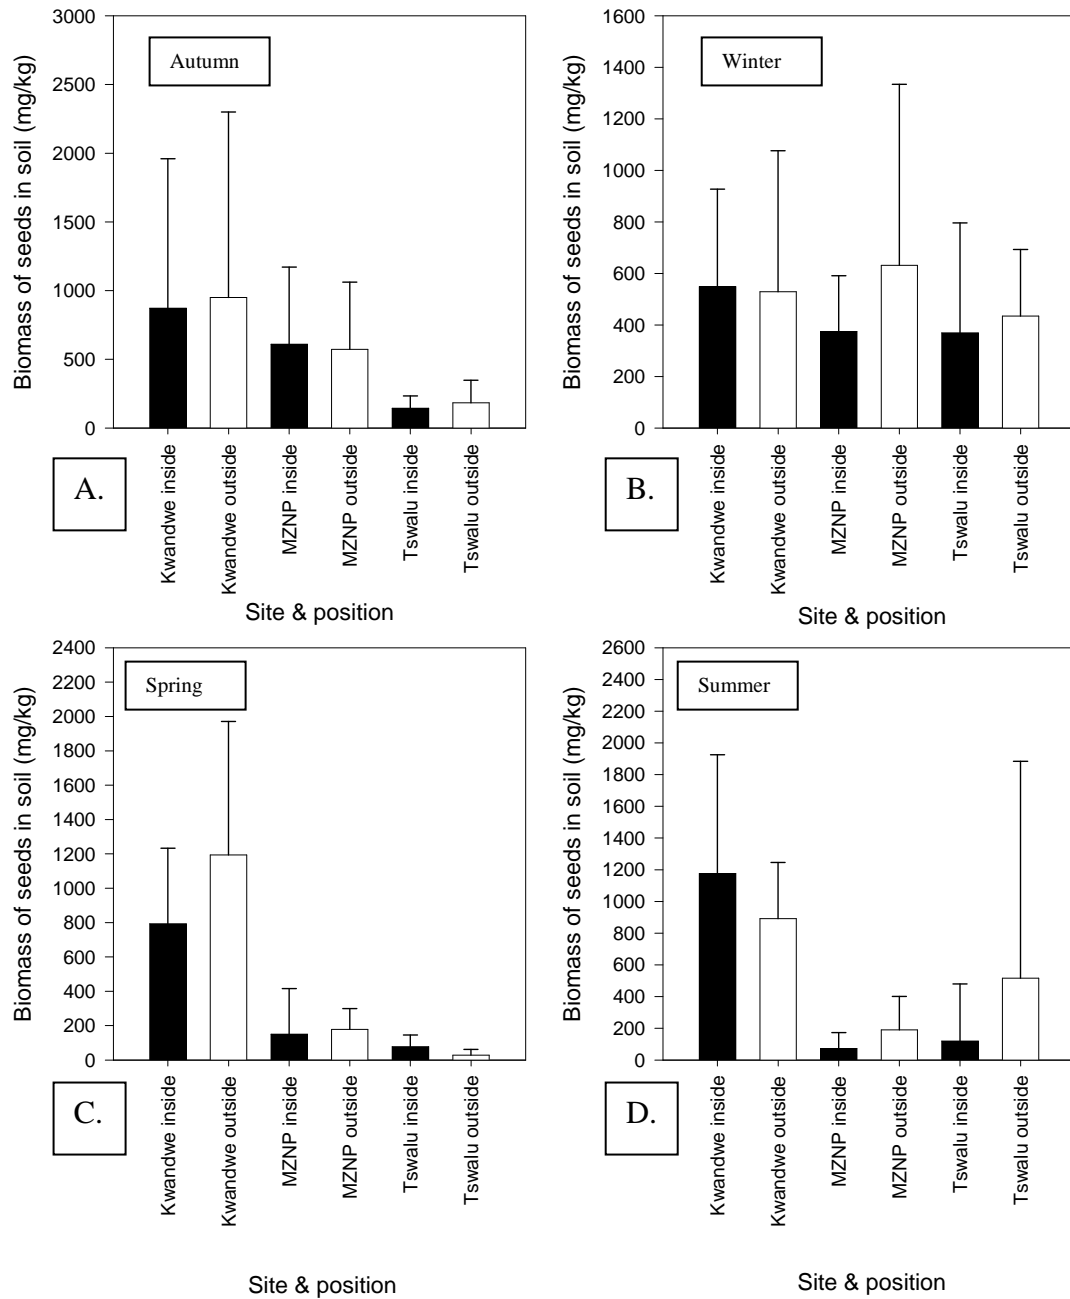 Autumn
Biomass of seeds in soil (mg/kg)
3000
2500
2000
1500
1000
500
0
Kwandwe inside
Kwandwe outside
MZNP inside
MZNP outside
Tswalu inside
Tswalu outside
A.
Site & position
Winter
Biomass of seeds in soil (mg/kg)
1600
1400
1200
1000
800
600
400
200
0
Kwandwe inside
Kwandwe outside
MZNP inside
MZNP outside
Tswalu inside
Tswalu outside
B.
Site & position
Spring
Biomass of seeds in soil (mg/kg)
2400
2200
2000
1800
1600
1400
1200
1000
800
600
400
200
0
Kwandwe inside
Kwandwe outside
MZNP inside
MZNP outside
Tswalu inside
Tswalu outside
C.
Site & position
Summer
Biomass of seeds in soil (mg/kg)
2600
2400
2200
2000
1800
1600
1400
1200
1000
800
600
400
200
0
Kwandwe inside
Kwandwe outside
MZNP inside
MZNP outside
Tswalu inside
Tswalu outside
D.
Site & position